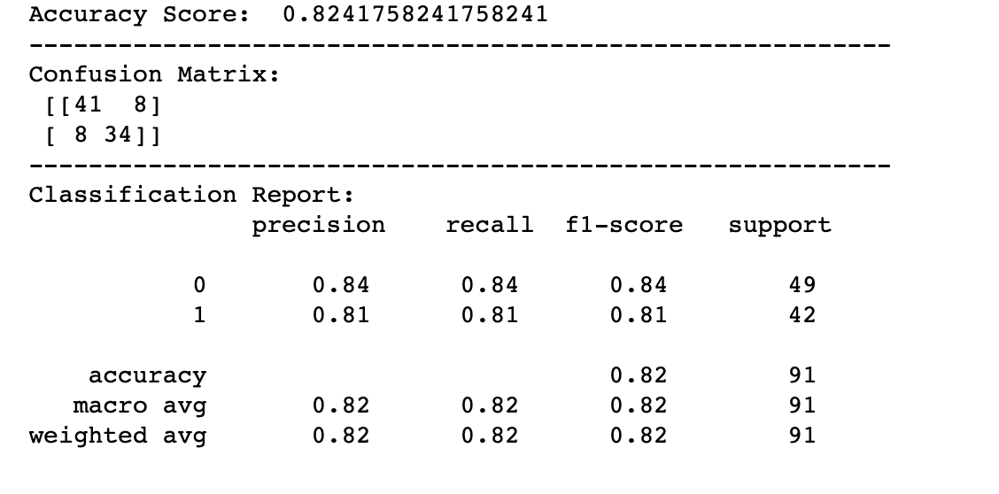 Accuracy Score:  0.8241758241758241
----------------------------------------------------------
Confusion Matrix:
 [[41  8]
 [ 8 34]]
----------------------------------------------------------
Classification Report:
               precision    recall  f1-score   support

           0       0.84      0.84      0.84        49
           1       0.81      0.81      0.81        42

    accuracy                           0.82        91
   macro avg       0.82      0.82      0.82        91
weighted avg       0.82      0.82      0.82        91